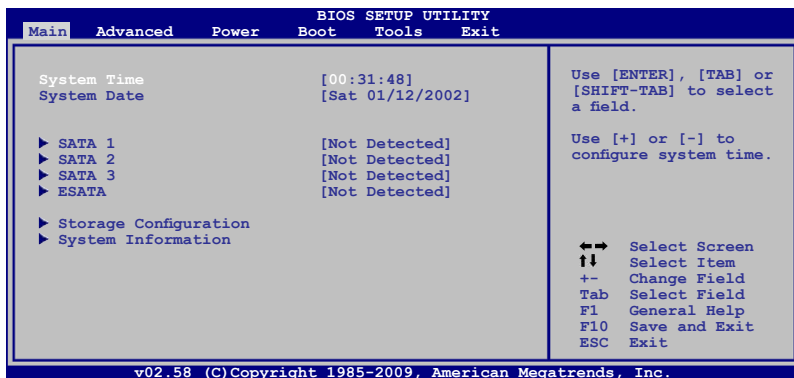 BIOS SETUP UTILITY
Main Advanced Power Boot Tools Exit
System Time [00:31:48]
System Date [Sat 01/12/2002]
SATA 1 [Not Detected]
SATA 2 [Not Detected]
SATA 3 [Not Detected]
ESATA [Not Detected]
Storage Configuration
System Information
Use [ENTER], [TAB] or
[SHIFT-TAB] to select
a field.
Use [+] or [-] to
configure system time.
Select Screen
Select Item
+- Change Field
Tab Select Field
F1 General Help
F10 Save and Exit
ESC Exit
v02.58 (C)Copyright 1985-2009, American Megatrends, Inc.